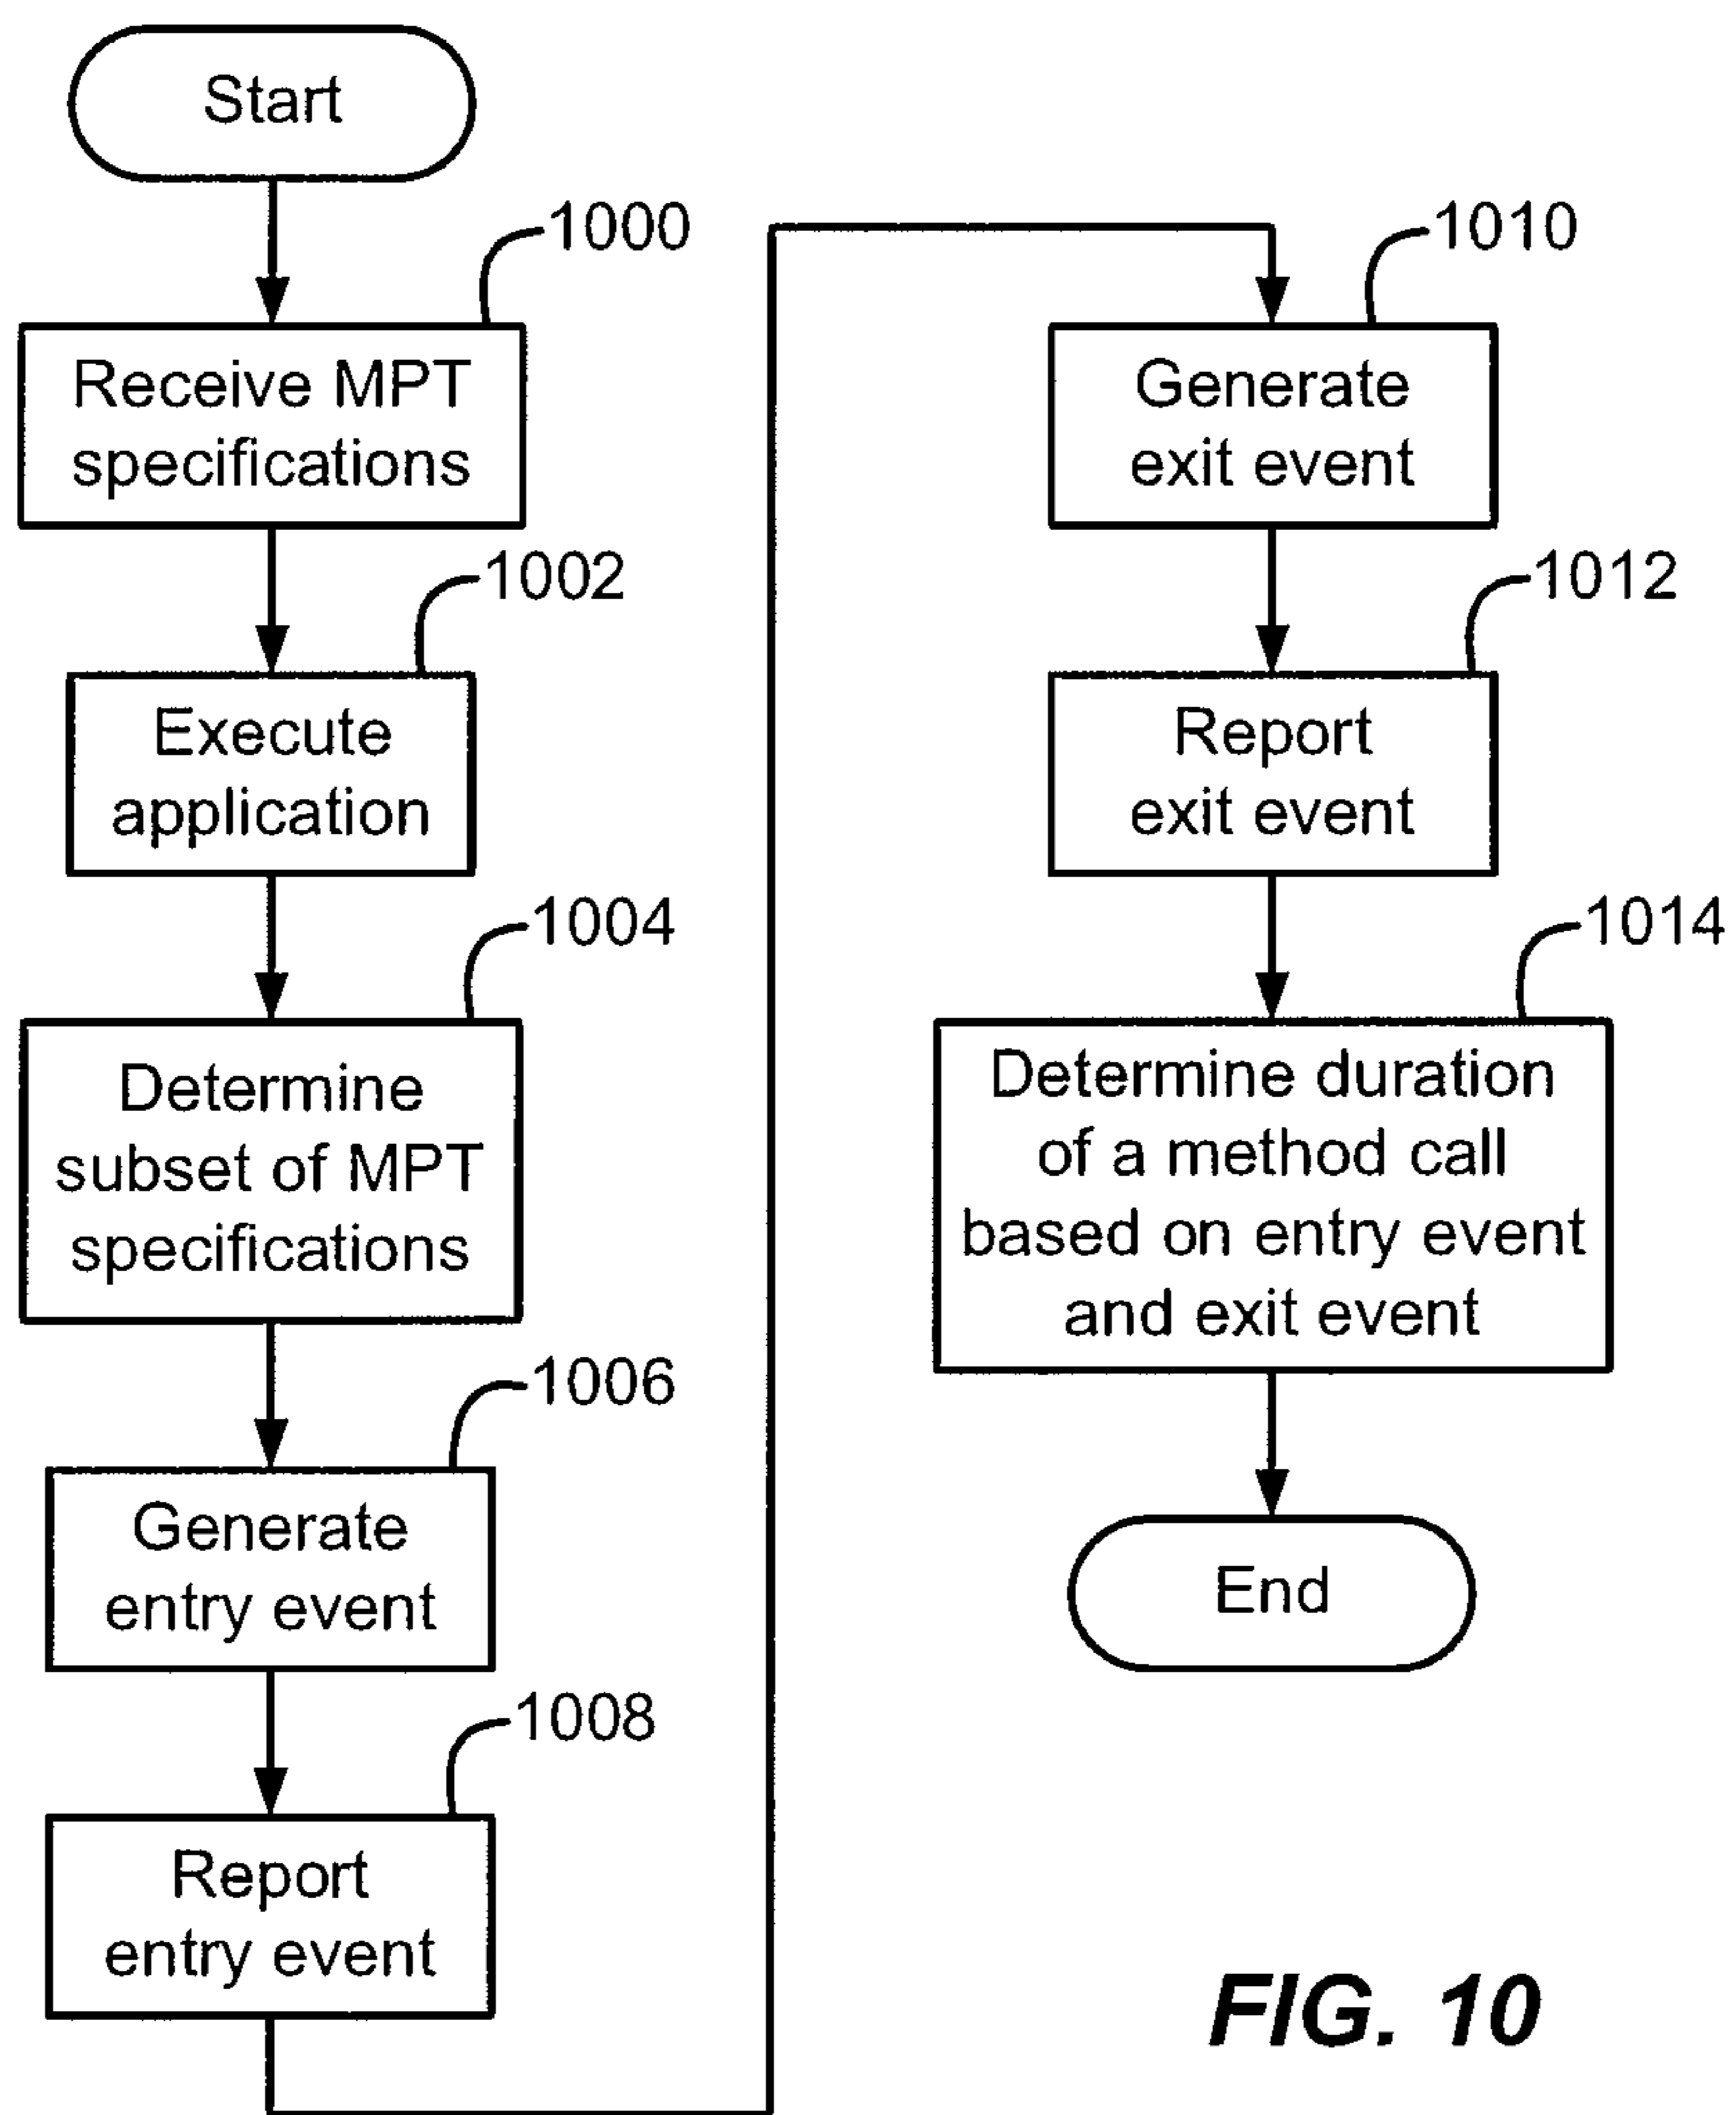 Start
1000
Receive MPT
specifications
1002
Execute
application
1004
Determine
subset of MPT
specifications
1006
Generate
entry event
1008
Report
entry event
1010
Generate
exit event
1012
Report
exit event
1014
Determine duration
of a method call
based on entry event
and exit event
End
FIG. 10